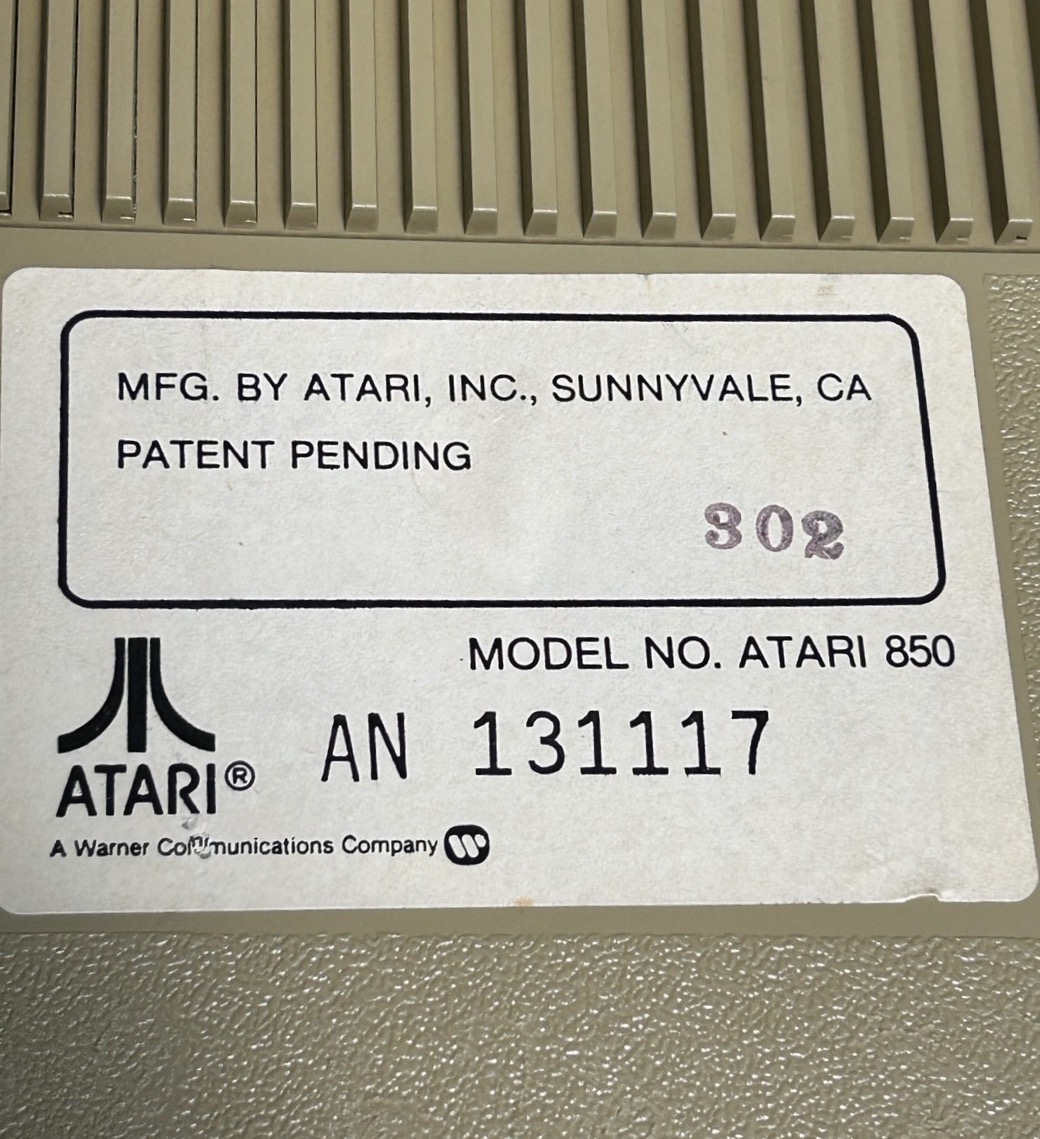 MFG. BY ATARI, INC., SUNNYVALE, CA
PATENT PENDING
302
MODEL NO. ATARI 850
AN 131117
ATARI®
A Warner Communications Company